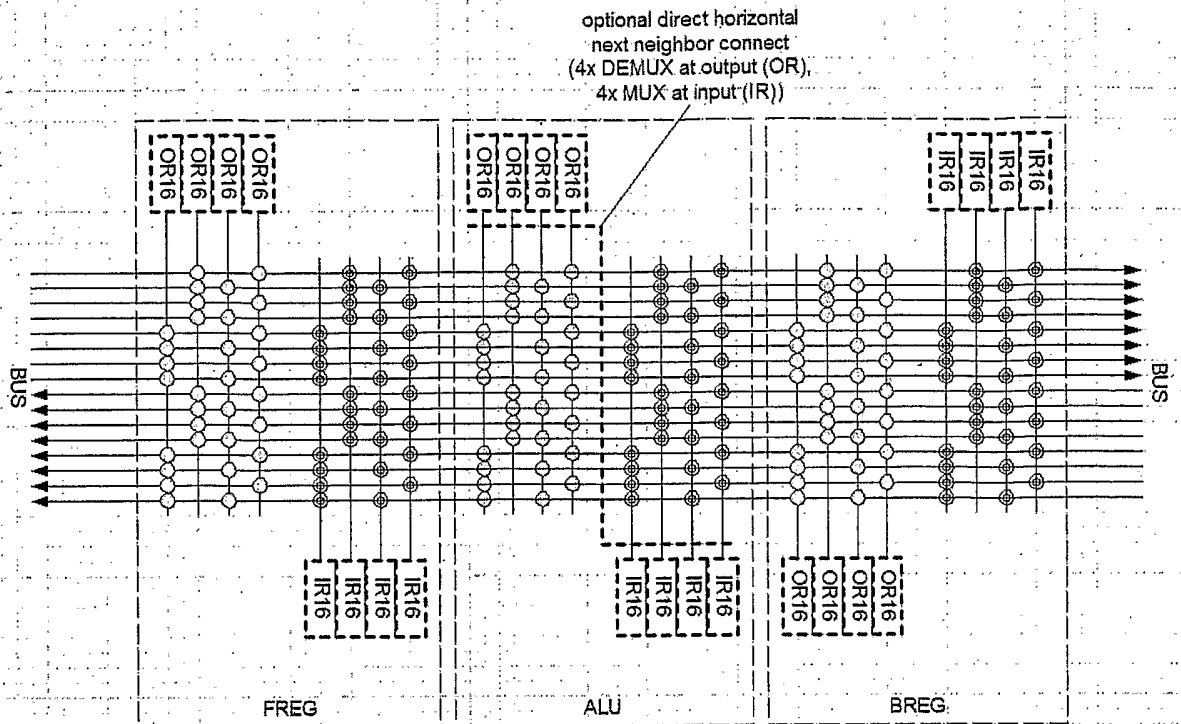 optional direct horizontal
next neighbor connect
(4x DEMUX at output (OR),
4x MUX at input (IR))
OR16 OR16 OR16 OR16
OR16 OR16 OR16 OR16
IR16 IR16 IR16 IR16
BUS
BUS
IR16 IR16 IR16 IR16
IR16 IR16 IR16 IR16
OR16 OR16 OR16 OR16
FREG
ALU
BREG